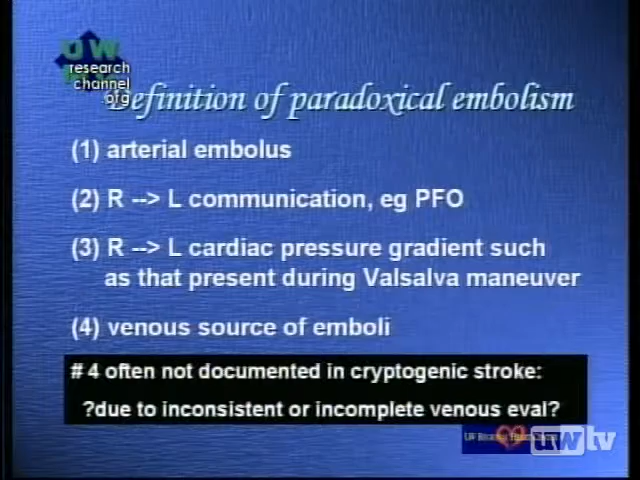 UW
research
channel
.org
Definition of paradoxical embolism
(1) arterial embolus
(2) R --> L communication, eg PFO
(3) R --> L cardiac pressure gradient such
as that present during Valsalva maneuver
(4) venous source of emboli
# 4 often not documented in cryptogenic stroke:
?due to inconsistent or incomplete venous eval?
uwtv